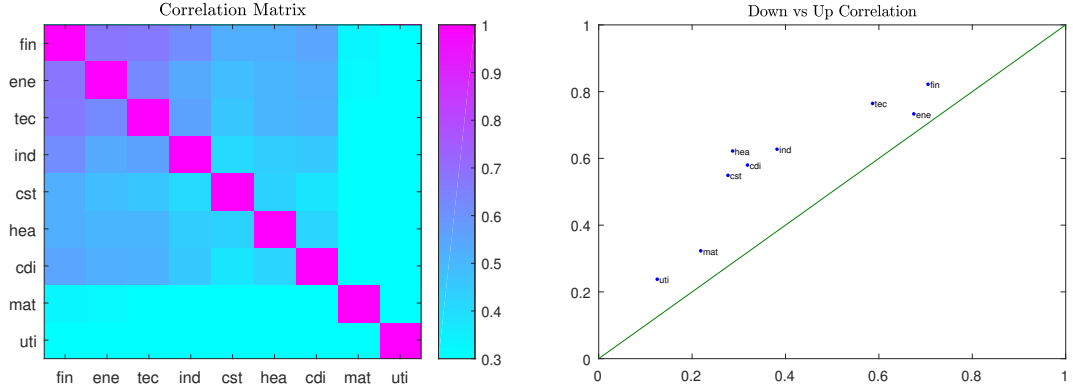 Correlation Matrix
fin
ene
tec
ind
cst
hea
cdi
mat
uti
fin ene tec ind cst hea cdi mat uti
1
0.9
0.8
0.7
0.6
0.5
0.4
0.3
Down vs Up Correlation
1
0.8
0.6
0.4
0.2
0
0 0.2 0.4 0.6 0.8 1
fin
tec
ene
hea
ind
cdi
cst
mat
uti